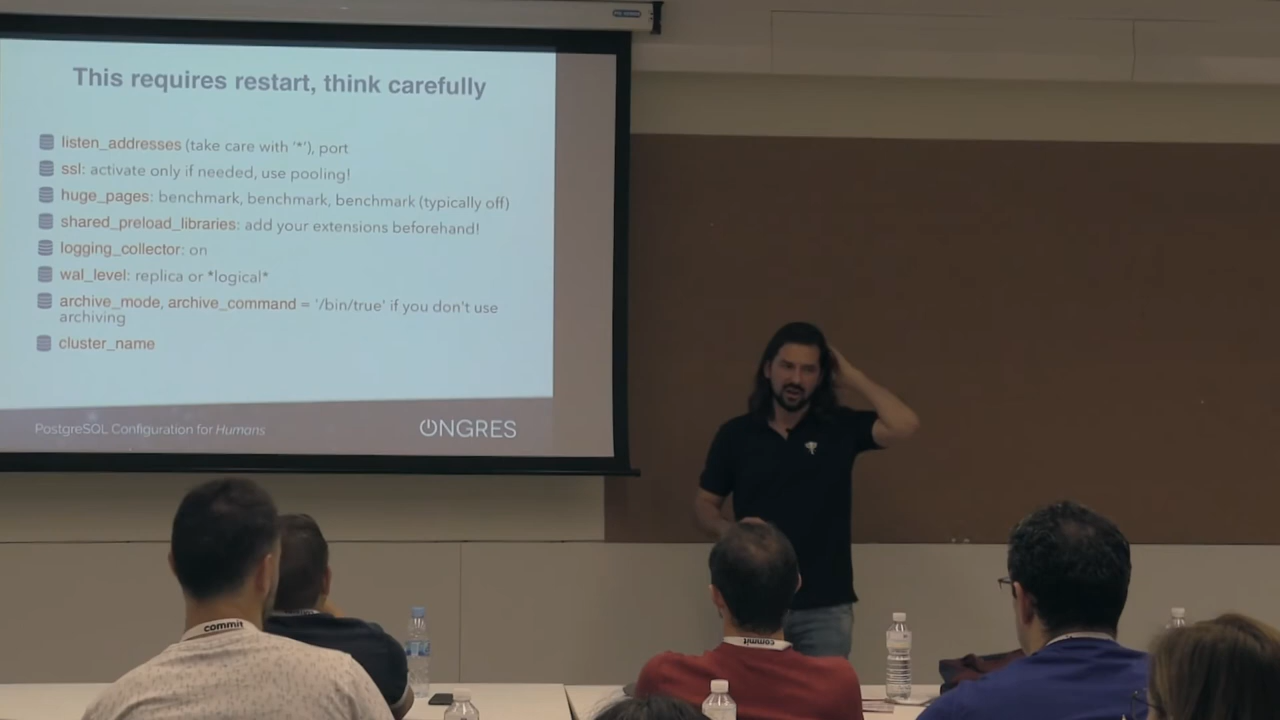 This requires restart, think carefully
listen_addresses (take care with '*'), port
ssl: activate only if needed, use pooling!
huge_pages: benchmark, benchmark, benchmark (typically off)
shared_preload_libraries: add your extensions beforehand!
logging_collector: on
wal_level: replica or *logical*
archive_mode, archive_command = '/bin/true' if you don't use
archiving
cluster_name
PostgreSQL Configuration for Humans
ONGRES
commit
commit